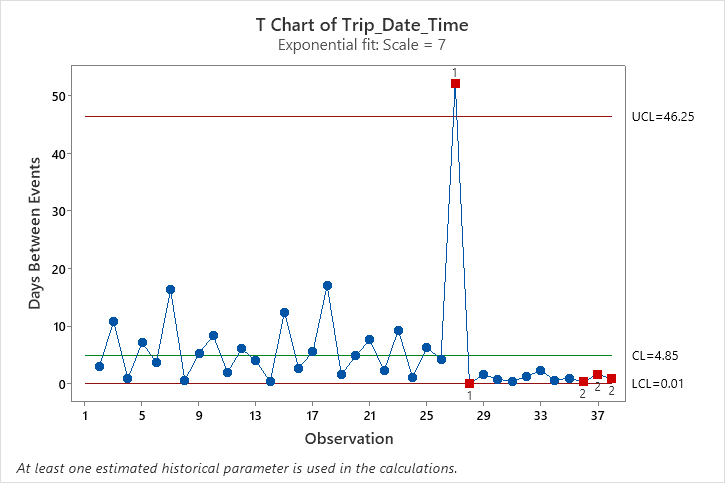 T Chart of Trip_Date_Time
Exponential fit: Scale = 7
Days Between Events
50
40
30
20
10
0
1
UCL=46.25
CL=4.85
LCL=0.01
1
2
2
2
1
5
9
13
17
21
25
29
33
37
Observation
At least one estimated historical parameter is used in the calculations.